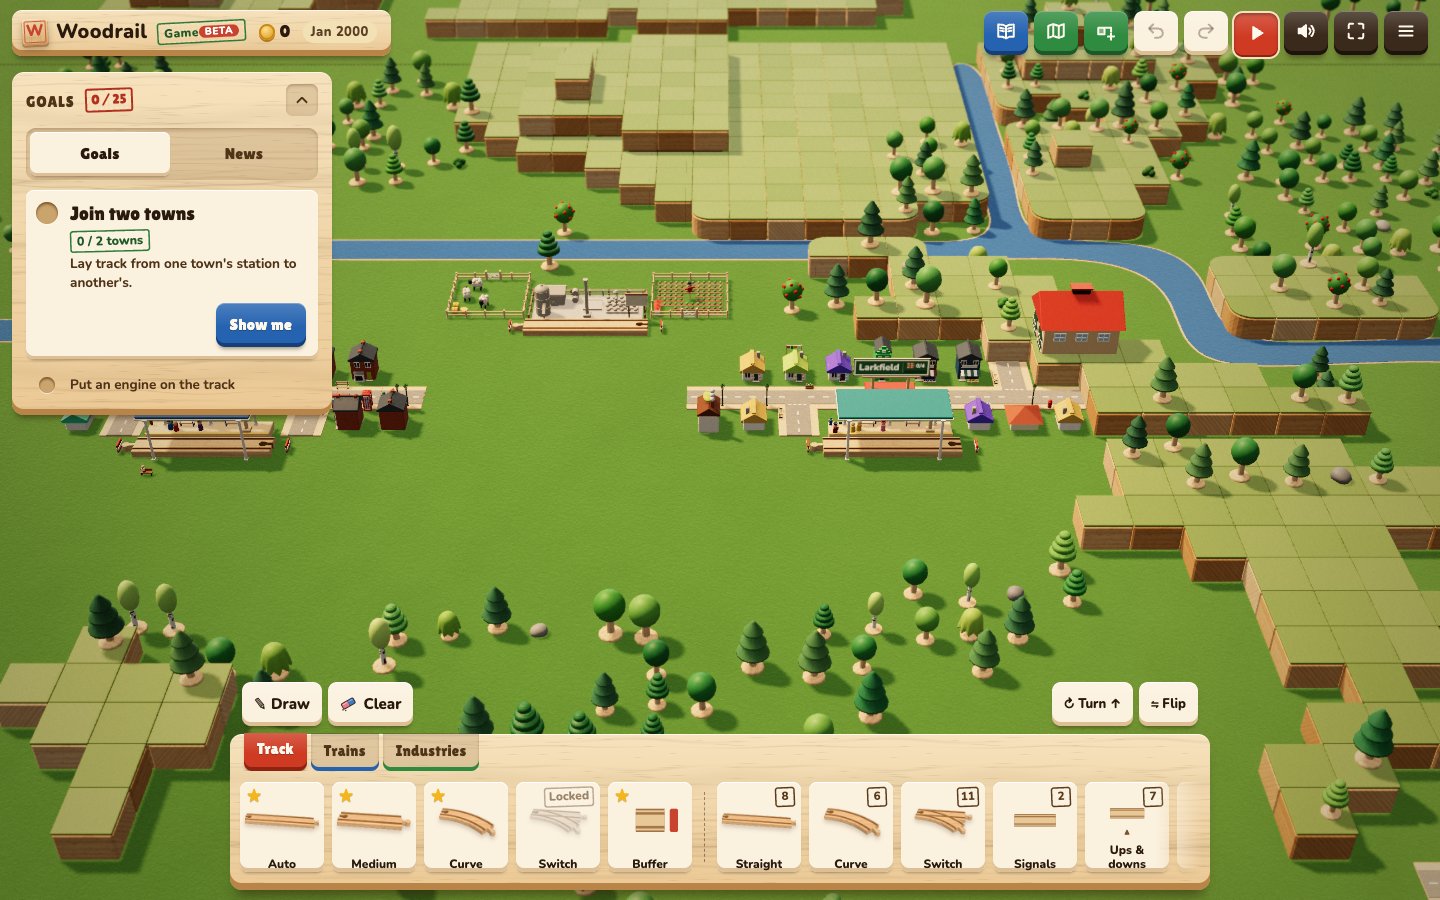 W Woodrail Game BETA 0 Jan 2000
GOALS 0 / 25
Goals News
Join two towns
0 / 2 towns
Lay track from one town's station to
another's.
Show me
Put an engine on the track
Larkfield
Draw Clear
Turn Flip
Track Trains Industries
Locked 8 6 11 2 7
Auto Medium Curve Switch Buffer Straight Curve Switch Signals Ups &
downs